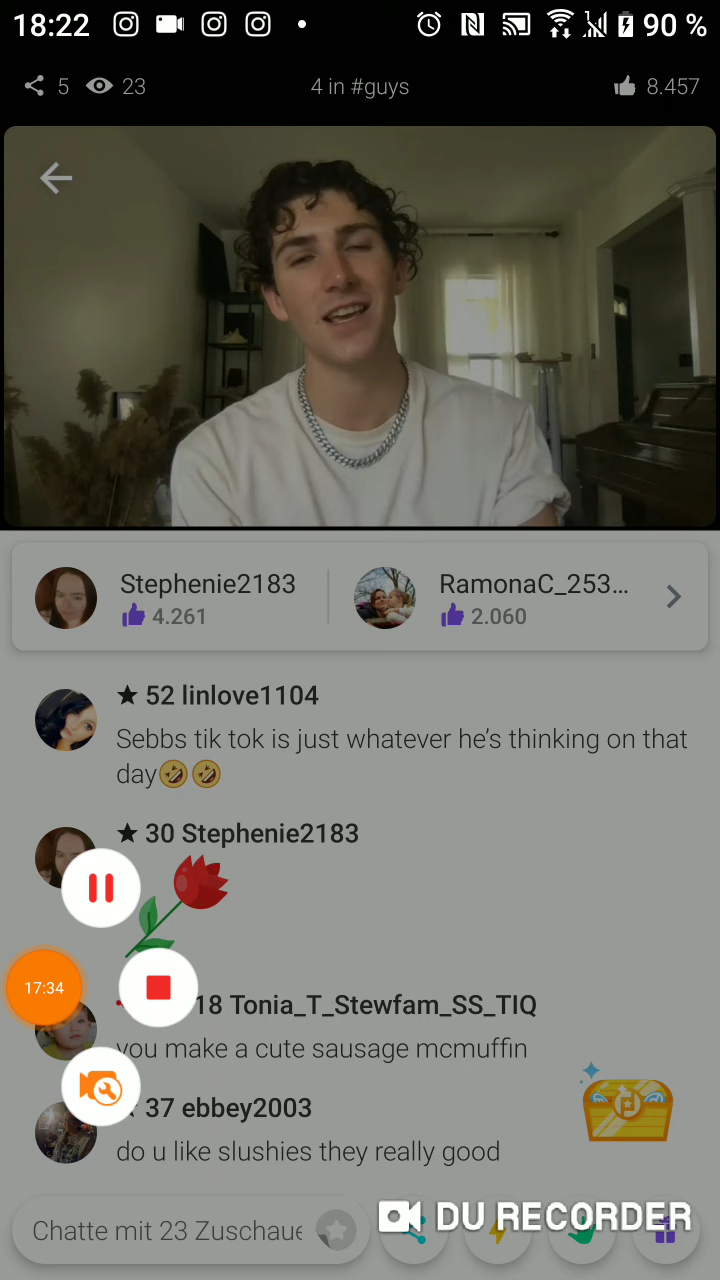 18:22
90 %
5 23 4 in #guys 8.457
Stephenie2183
4.261
RamonaC_253...
2.060
★ 52 linlove1104
Sebbs tik tok is just whatever he’s thinking on that
day🤣🤣
★ 30 Stephenie2183
17:34
18 Tonia_T_Stewfam_SS_TIQ
you make a cute sausage mcmuffin
37 ebbey2003
do u like slushies they really good
Chatte mit 23 Zuschaue
DU RECORDER